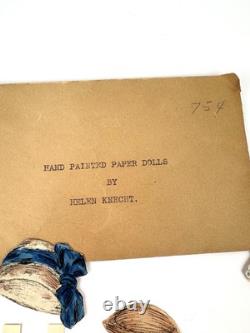 754
HAND PAINTED PAPER DOLLS
BY
HELEN KNECHT.